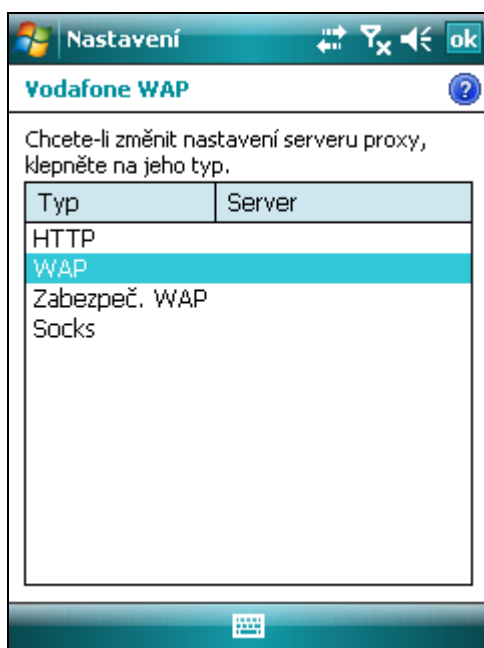 Nastavení ok
Vodafone WAP ?
Chcete-li změnit nastavení serveru proxy,
klepněte na jeho typ.
Typ Server
HTTP
WAP
Zabezpeč. WAP
Socks